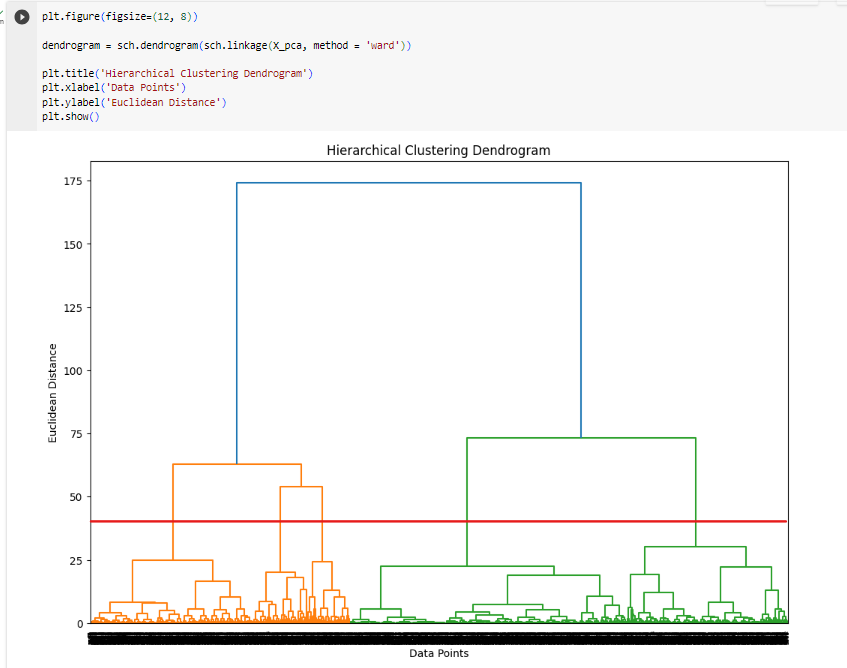 plt.figure(figsize=(12, 8))
dendrogram = sch.dendrogram(sch.linkage(X_pca, method = 'ward'))
plt.title('Hierarchical Clustering Dendrogram')
plt.xlabel('Data Points')
plt.ylabel('Euclidean Distance')
plt.show()
Hierarchical Clustering Dendrogram
175
150
125
100
75
50
25
0
Euclidean Distance
Data Points